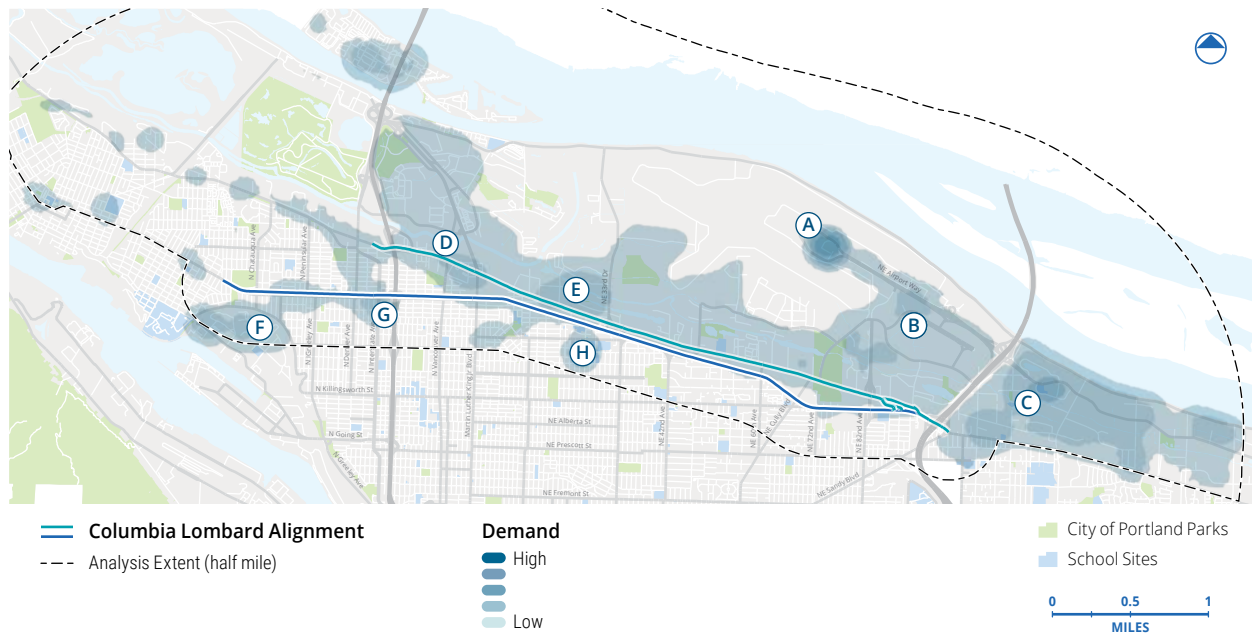 A
NE Airport Way
D
N Chautauqua Ave
N Peninsular Ave
NE 33rd Dr
E
B
G
F
H
C
N Greeley Ave
N Denver Ave
N Interstate Ave
N Vancouver Ave
Martin Luther King Jr Blvd
N Killingsworth St
NE Alberta St
NE 42nd Ave
NE 60th Ave
NE Cully Blvd
NE 72nd Ave
NE 82nd Ave
N Going St
NE Prescott St
N Greeley Ave
NE Sandy Blvd
NE Fremont St
Columbia Lombard Alignment
Analysis Extent (half mile)
Demand
High
Low
City of Portland Parks
School Sites
0 0.5 1
MILES